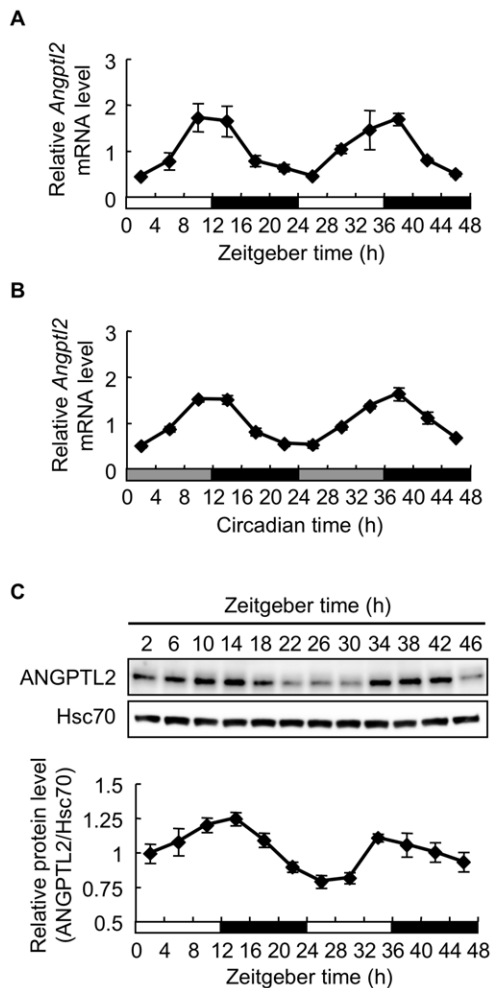 A
Relative Angptl2
mRNA level
3
2
1
0
0 4 8 12 16 20 24 28 32 36 40 44 48
Zeitgeber time (h)
B
Relative Angptl2
mRNA level
3
2
1
0
0 4 8 12 16 20 24 28 32 36 40 44 48
Circadian time (h)
C
Zeitgeber time (h)
2 6 10 14 18 22 26 30 34 38 42 46
ANGPTL2
Hsc70
Relative protein level
(ANGPTL2/Hsc70)
1.5
1.25
1
0.75
0.5
0 4 8 12 16 20 24 28 32 36 40 44 48
Zeitgeber time (h)